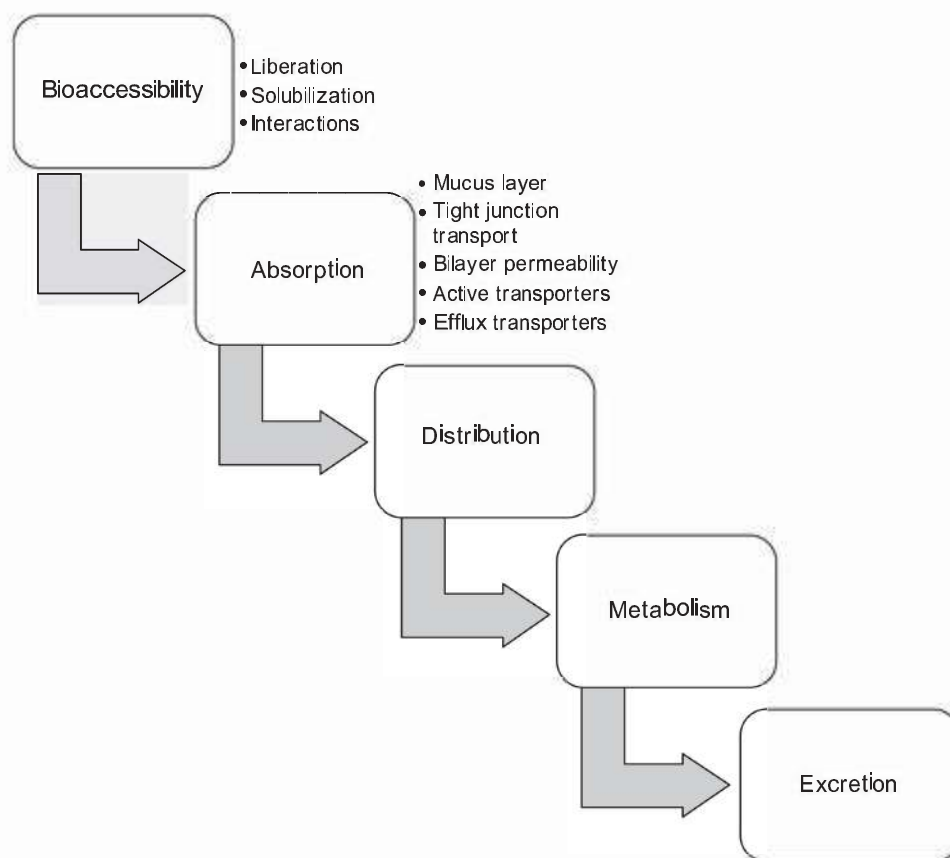 Bioaccessibility
• Liberation
• Solubilization
• Interactions
Absorption
• Mucus layer
• Tight junction
transport
• Bilayer permeability
• Active transporters
• Efflux transporters
Distribution
Metabolism
Excretion